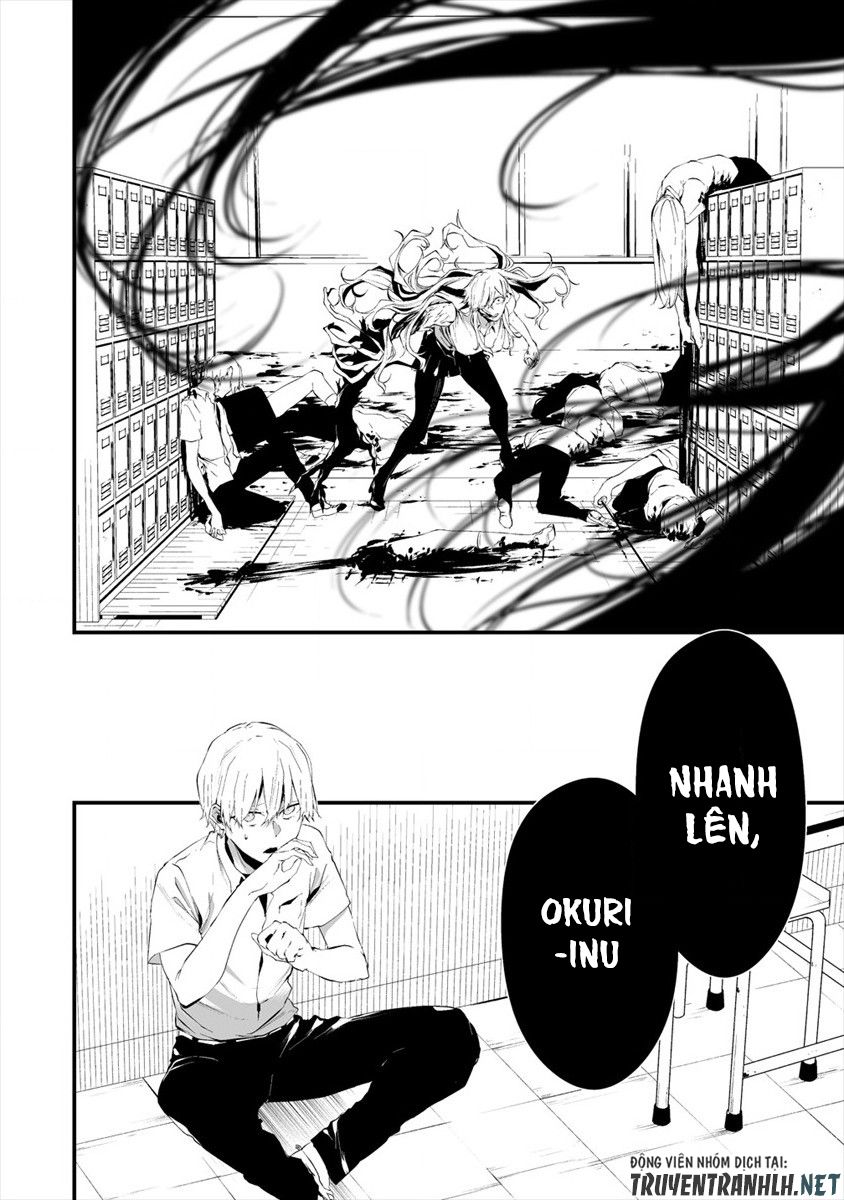 NHANH
LÊN,
OKURI
-INU
ĐỘNG VIÊN NHÓM DỊCH TẠI:
TRUYENTRANHLH.NET